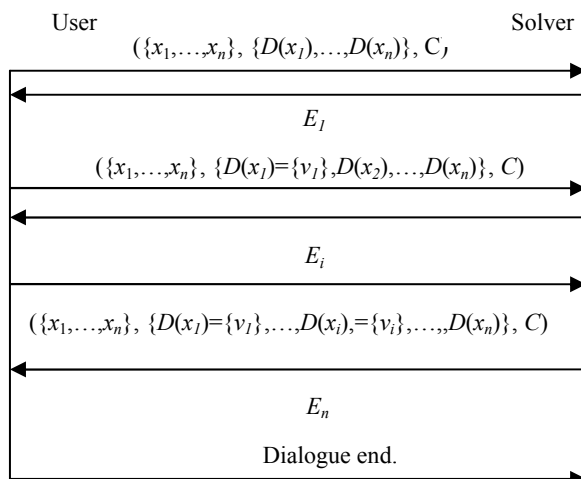 User Solver
({x₁,…,xₙ}, {D(x₁),…,D(xₙ)}, C)
E₁
({x₁,…,xₙ}, {D(x₁)={v₁},D(x₂),…,D(xₙ)}, C)
Eᵢ
({x₁,…,xₙ}, {D(x₁)={v₁},…,D(xᵢ),={vᵢ},…,,D(xₙ)}, C)
Eₙ
Dialogue end.